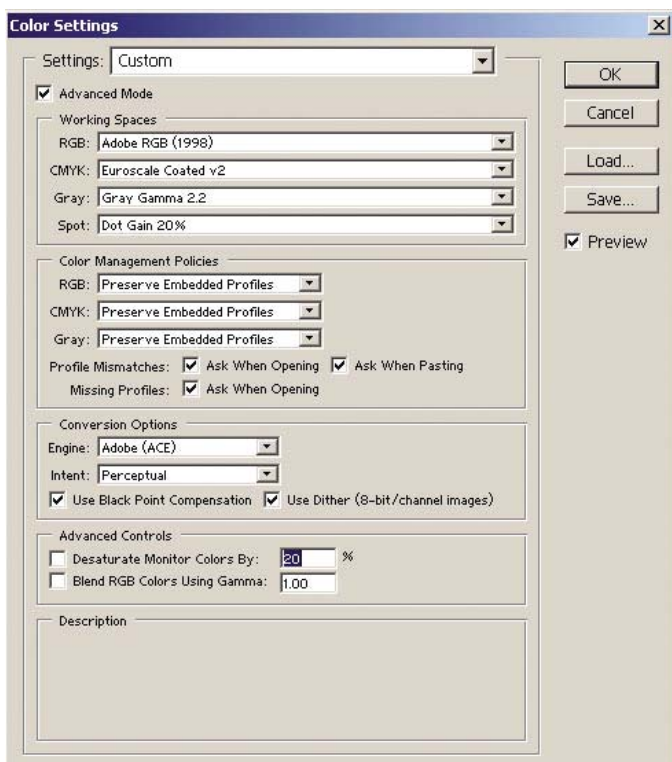 Color Settings
Settings: Custom
OK
Advanced Mode
Cancel
Working Spaces
RGB: Adobe RGB (1998)
CMYK: Euroscale Coated v2
Load...
Gray: Gray Gamma 2.2
Save...
Spot: Dot Gain 20%
Preview
Color Management Policies
RGB: Preserve Embedded Profiles
CMYK: Preserve Embedded Profiles
Gray: Preserve Embedded Profiles
Profile Mismatches: Ask When Opening Ask When Pasting
Missing Profiles: Ask When Opening
Conversion Options
Engine: Adobe (ACE)
Intent: Perceptual
Use Black Point Compensation Use Dither (8-bit/channel images)
Advanced Controls
Desaturate Monitor Colors By: 20 %
Blend RGB Colors Using Gamma: 1.00
Description